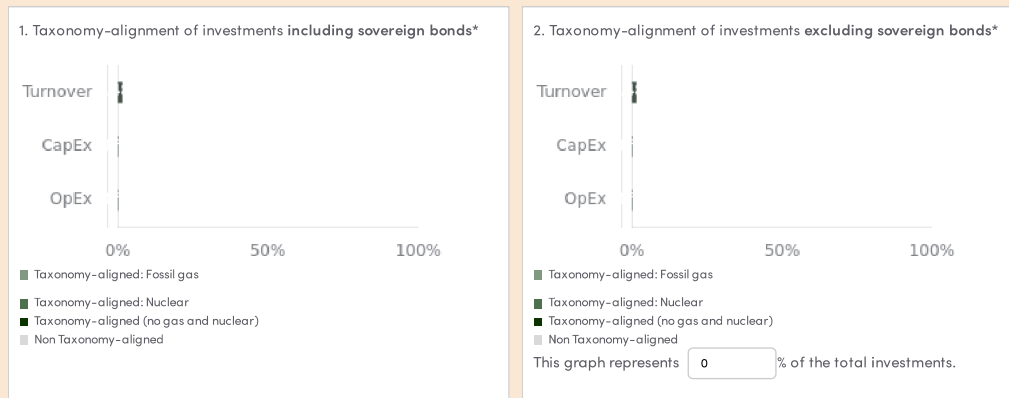 1. Taxonomy-alignment of investments including sovereign bonds*
Turnover
CapEx
OpEx
0% 50% 100%
Taxonomy-aligned: Fossil gas
Taxonomy-aligned: Nuclear
Taxonomy-aligned (no gas and nuclear)
Non Taxonomy-aligned
2. Taxonomy-alignment of investments excluding sovereign bonds*
Turnover
CapEx
OpEx
0% 50% 100%
Taxonomy-aligned: Fossil gas
Taxonomy-aligned: Nuclear
Taxonomy-aligned (no gas and nuclear)
Non Taxonomy-aligned
This graph represents 0 % of the total investments.